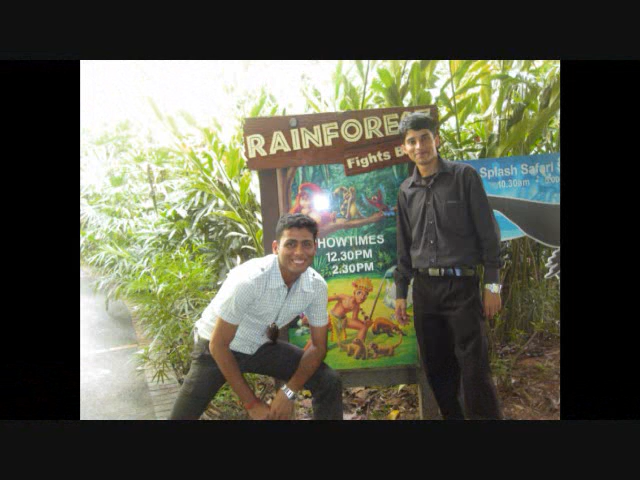 RAINFOREST
Fights B
SHOWTIMES
12.30PM
2.30PM
Splash Safari S
10.30am